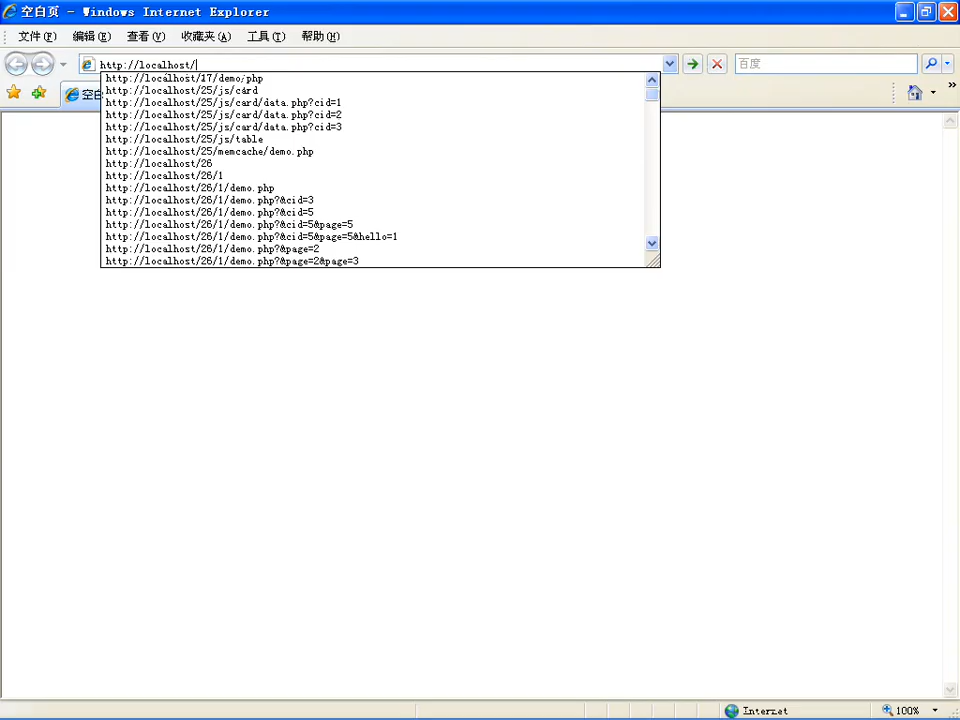 空白页 - Windows Internet Explorer
文件(F) 编辑(E) 查看(V) 收藏夹(A) 工具(T) 帮助(H)
http://localhost/
百度
空白
http://localhost/17/demo/php
http://localhost/25/js/card
http://localhost/25/js/card/data.php?cid=1
http://localhost/25/js/card/data.php?cid=2
http://localhost/25/js/card/data.php?cid=3
http://localhost/25/js/table
http://localhost/25/memcache/demo.php
http://localhost/26
http://localhost/26/1
http://localhost/26/1/demo.php
http://localhost/26/1/demo.php?&cid=3
http://localhost/26/1/demo.php?&cid=5
http://localhost/26/1/demo.php?&cid=5&page=5
http://localhost/26/1/demo.php?&cid=5&page=5&hello=1
http://localhost/26/1/demo.php?&page=2
http://localhost/26/1/demo.php?&page=2&page=3
Internet
100%